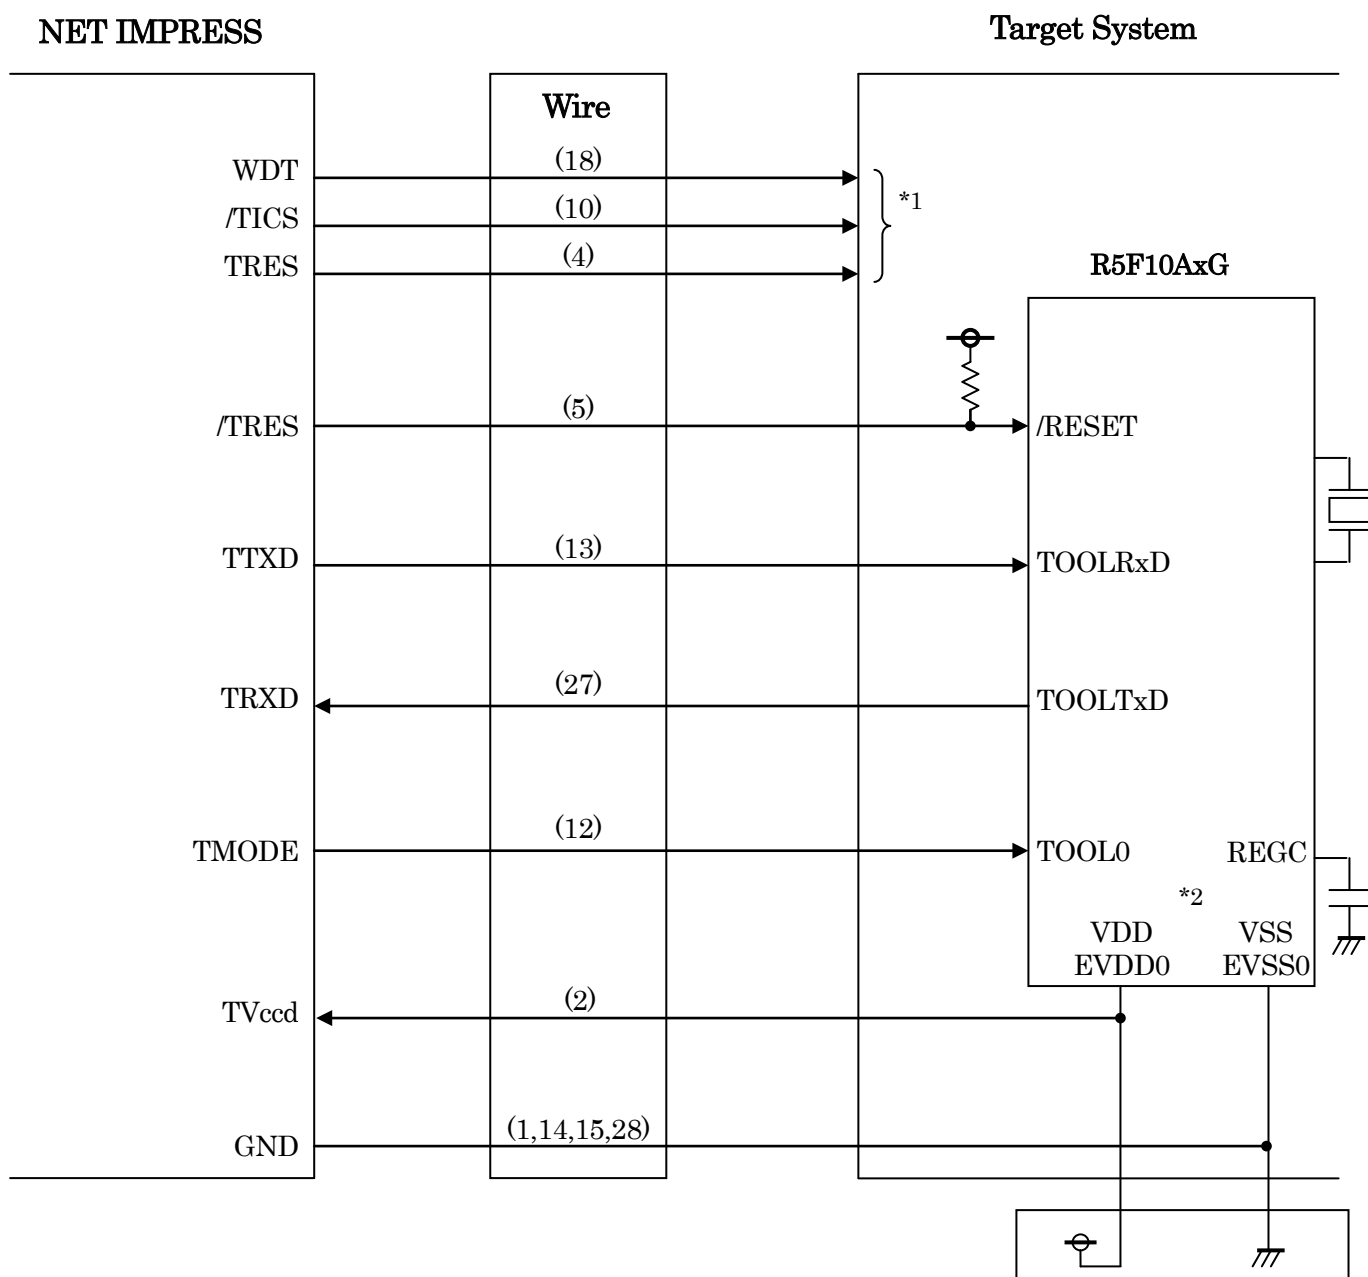 NET IMPRESS
Target System
Wire
WDT
(18)
*1
/TICS
(10)
TRES
(4)
R5F10AxG
/TRES
(5)
/RESET
TTXD
(13)
TOOLRxD
TRXD
(27)
TOOLTxD
TMODE
(12)
TOOL0
REGC
*2
VDD
VSS
EVDD0
EVSS0
TVccd
(2)
GND
(1,14,15,28)